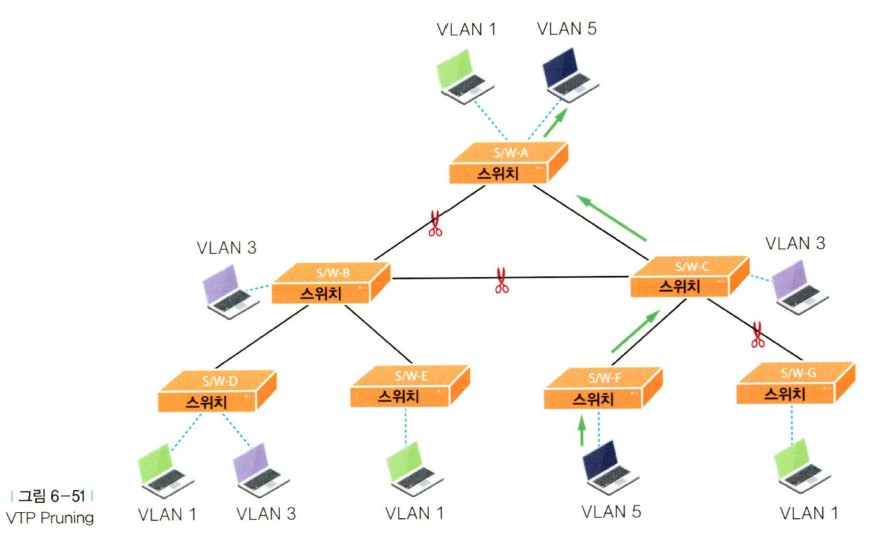 VLAN 1
VLAN 5
S/W-A
스위치
VLAN 3
VLAN 3
S/W-B
스위치
S/W-C
스위치
S/W-D
스위치
S/W-E
스위치
S/W-F
스위치
S/W-G
스위치
| 그림 6-51 |
VTP Pruning
VLAN 1
VLAN 3
VLAN 1
VLAN 5
VLAN 1